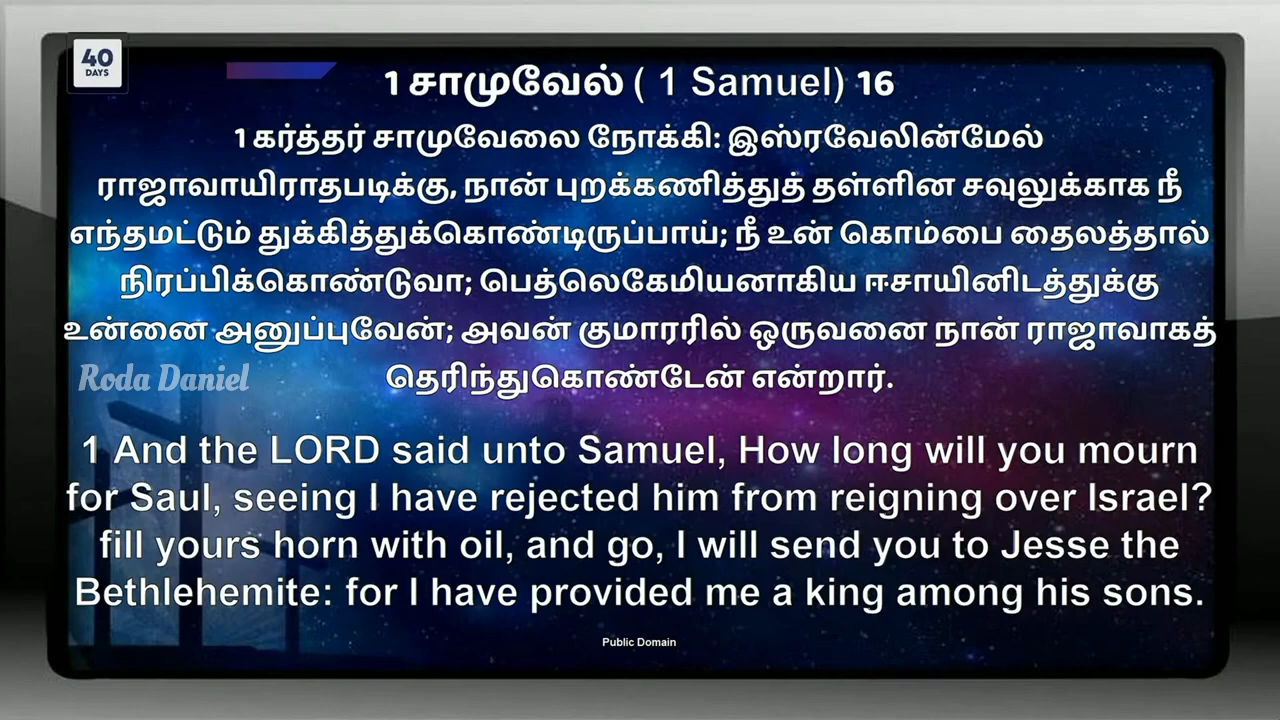 40
DAYS
1 சாமுவேல் ( 1 Samuel) 16
1 கர்த்தர் சாமுவேலை நோக்கி: இஸ்ரவேலின்மேல்
ராஜாவாயிராதபடிக்கு, நான் புறக்கணித்துத் தள்ளின சவுலுக்காக நீ
எந்தமட்டும் துக்கித்துக்கொண்டிருப்பாய்; நீ உன் கொம்பை தைலத்தால்
நிரப்பிக்கொண்டுவா; பெத்லெகேமியனாகிய ஈசாயினிடத்துக்கு
உன்னை அனுப்புவேன்; அவன் குமாரரில் ஒருவனை நான் ராஜாவாகத்
தெரிந்துகொண்டேன் என்றார்.
Roda Daniel
1 And the LORD said unto Samuel, How long will you mourn
for Saul, seeing I have rejected him from reigning over Israel?
fill yours horn with oil, and go, I will send you to Jesse the
Bethlehemite: for I have provided me a king among his sons.
Public Domain